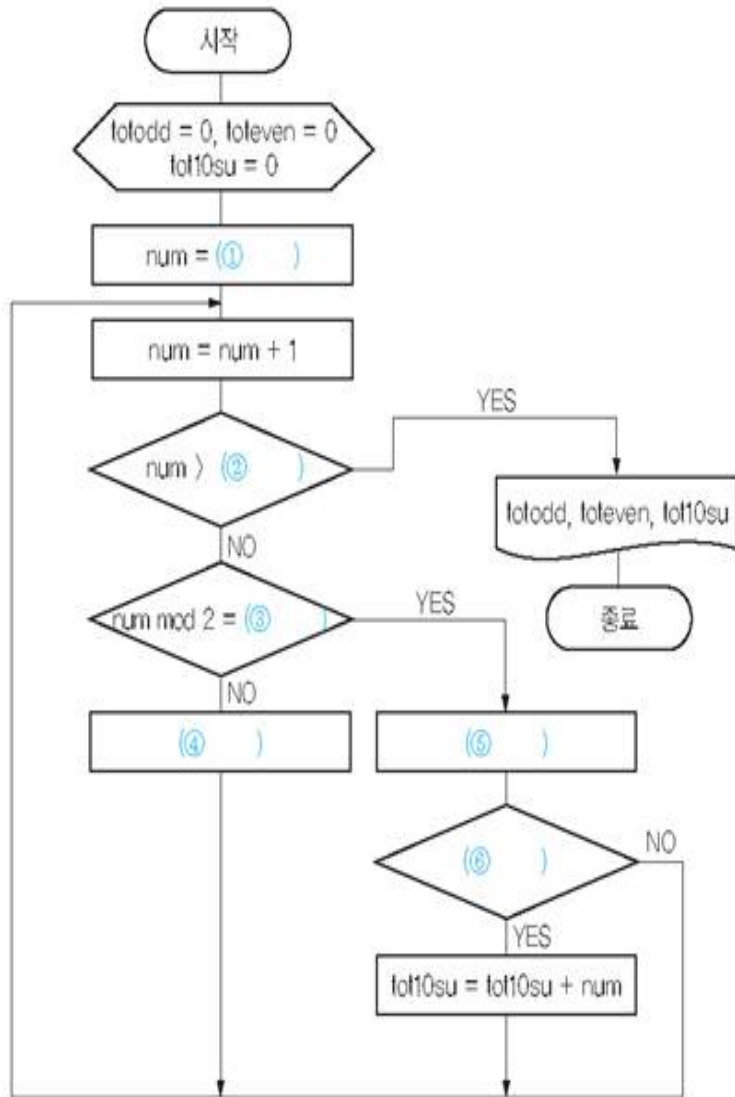 시작
totodd = 0, toteven = 0
tot10su = 0
num = (① )
num = num + 1
num > (② )
YES
totodd, toteven, tot10su
종료
NO
num mod 2 = (③ )
YES
NO
(④ )
(⑤ )
(⑥ )
NO
YES
tot10su = tot10su + num